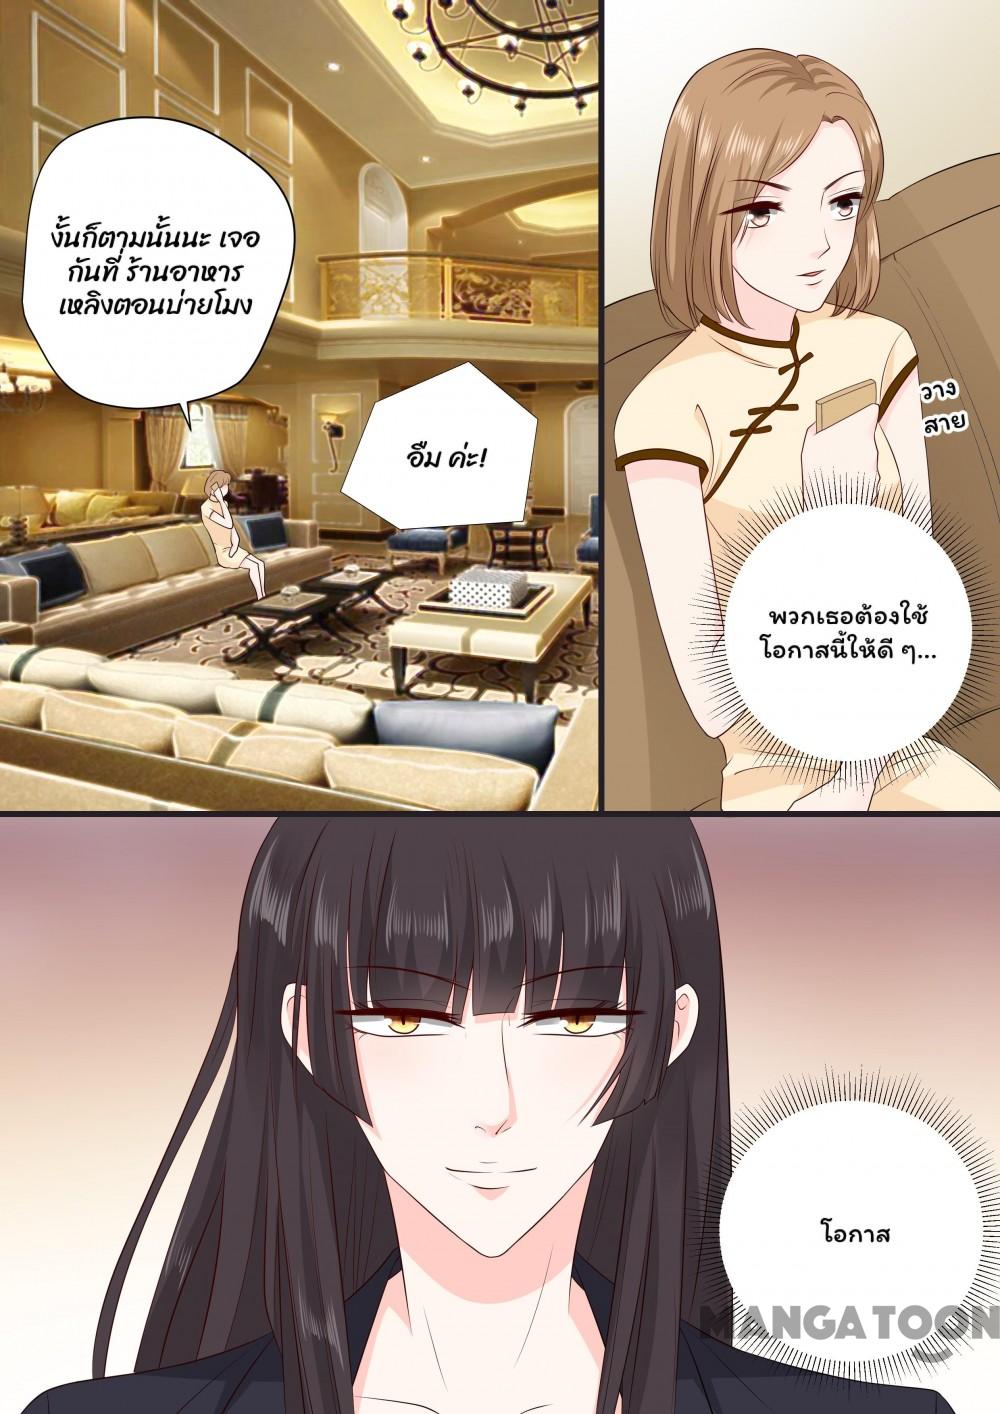 งั้นก็ตามนั้นนะ เจอ
กันที่ ร้านอาหาร
เหลิงตอนบ่ายโมง
อืม ค่ะ!
วาง
สาย
พวกเธอต้องใช้
โอกาสนี้ให้ดี ๆ...
โอกาส
MANGATOON